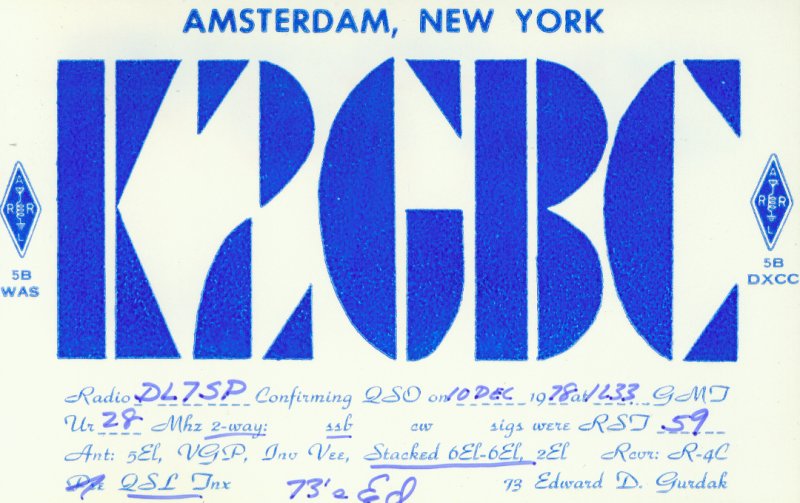 AMSTERDAM, NEW YORK
K2GBC
A
R R
L
5B
WAS
A
R R
L
5B
DXCC
Radio DL7SP Confirming QSO on 10 DEC 1978 at 1233 GMT
Ur 28 Mhz 2-way: ssb cw sigs were RST 59
Ant: 5El, VGP, Inv Vee, Stacked 6El-6El, 2El Rcvr: R-4C
QSL Tnx 73's Ed 73 Edward D. Gurdak